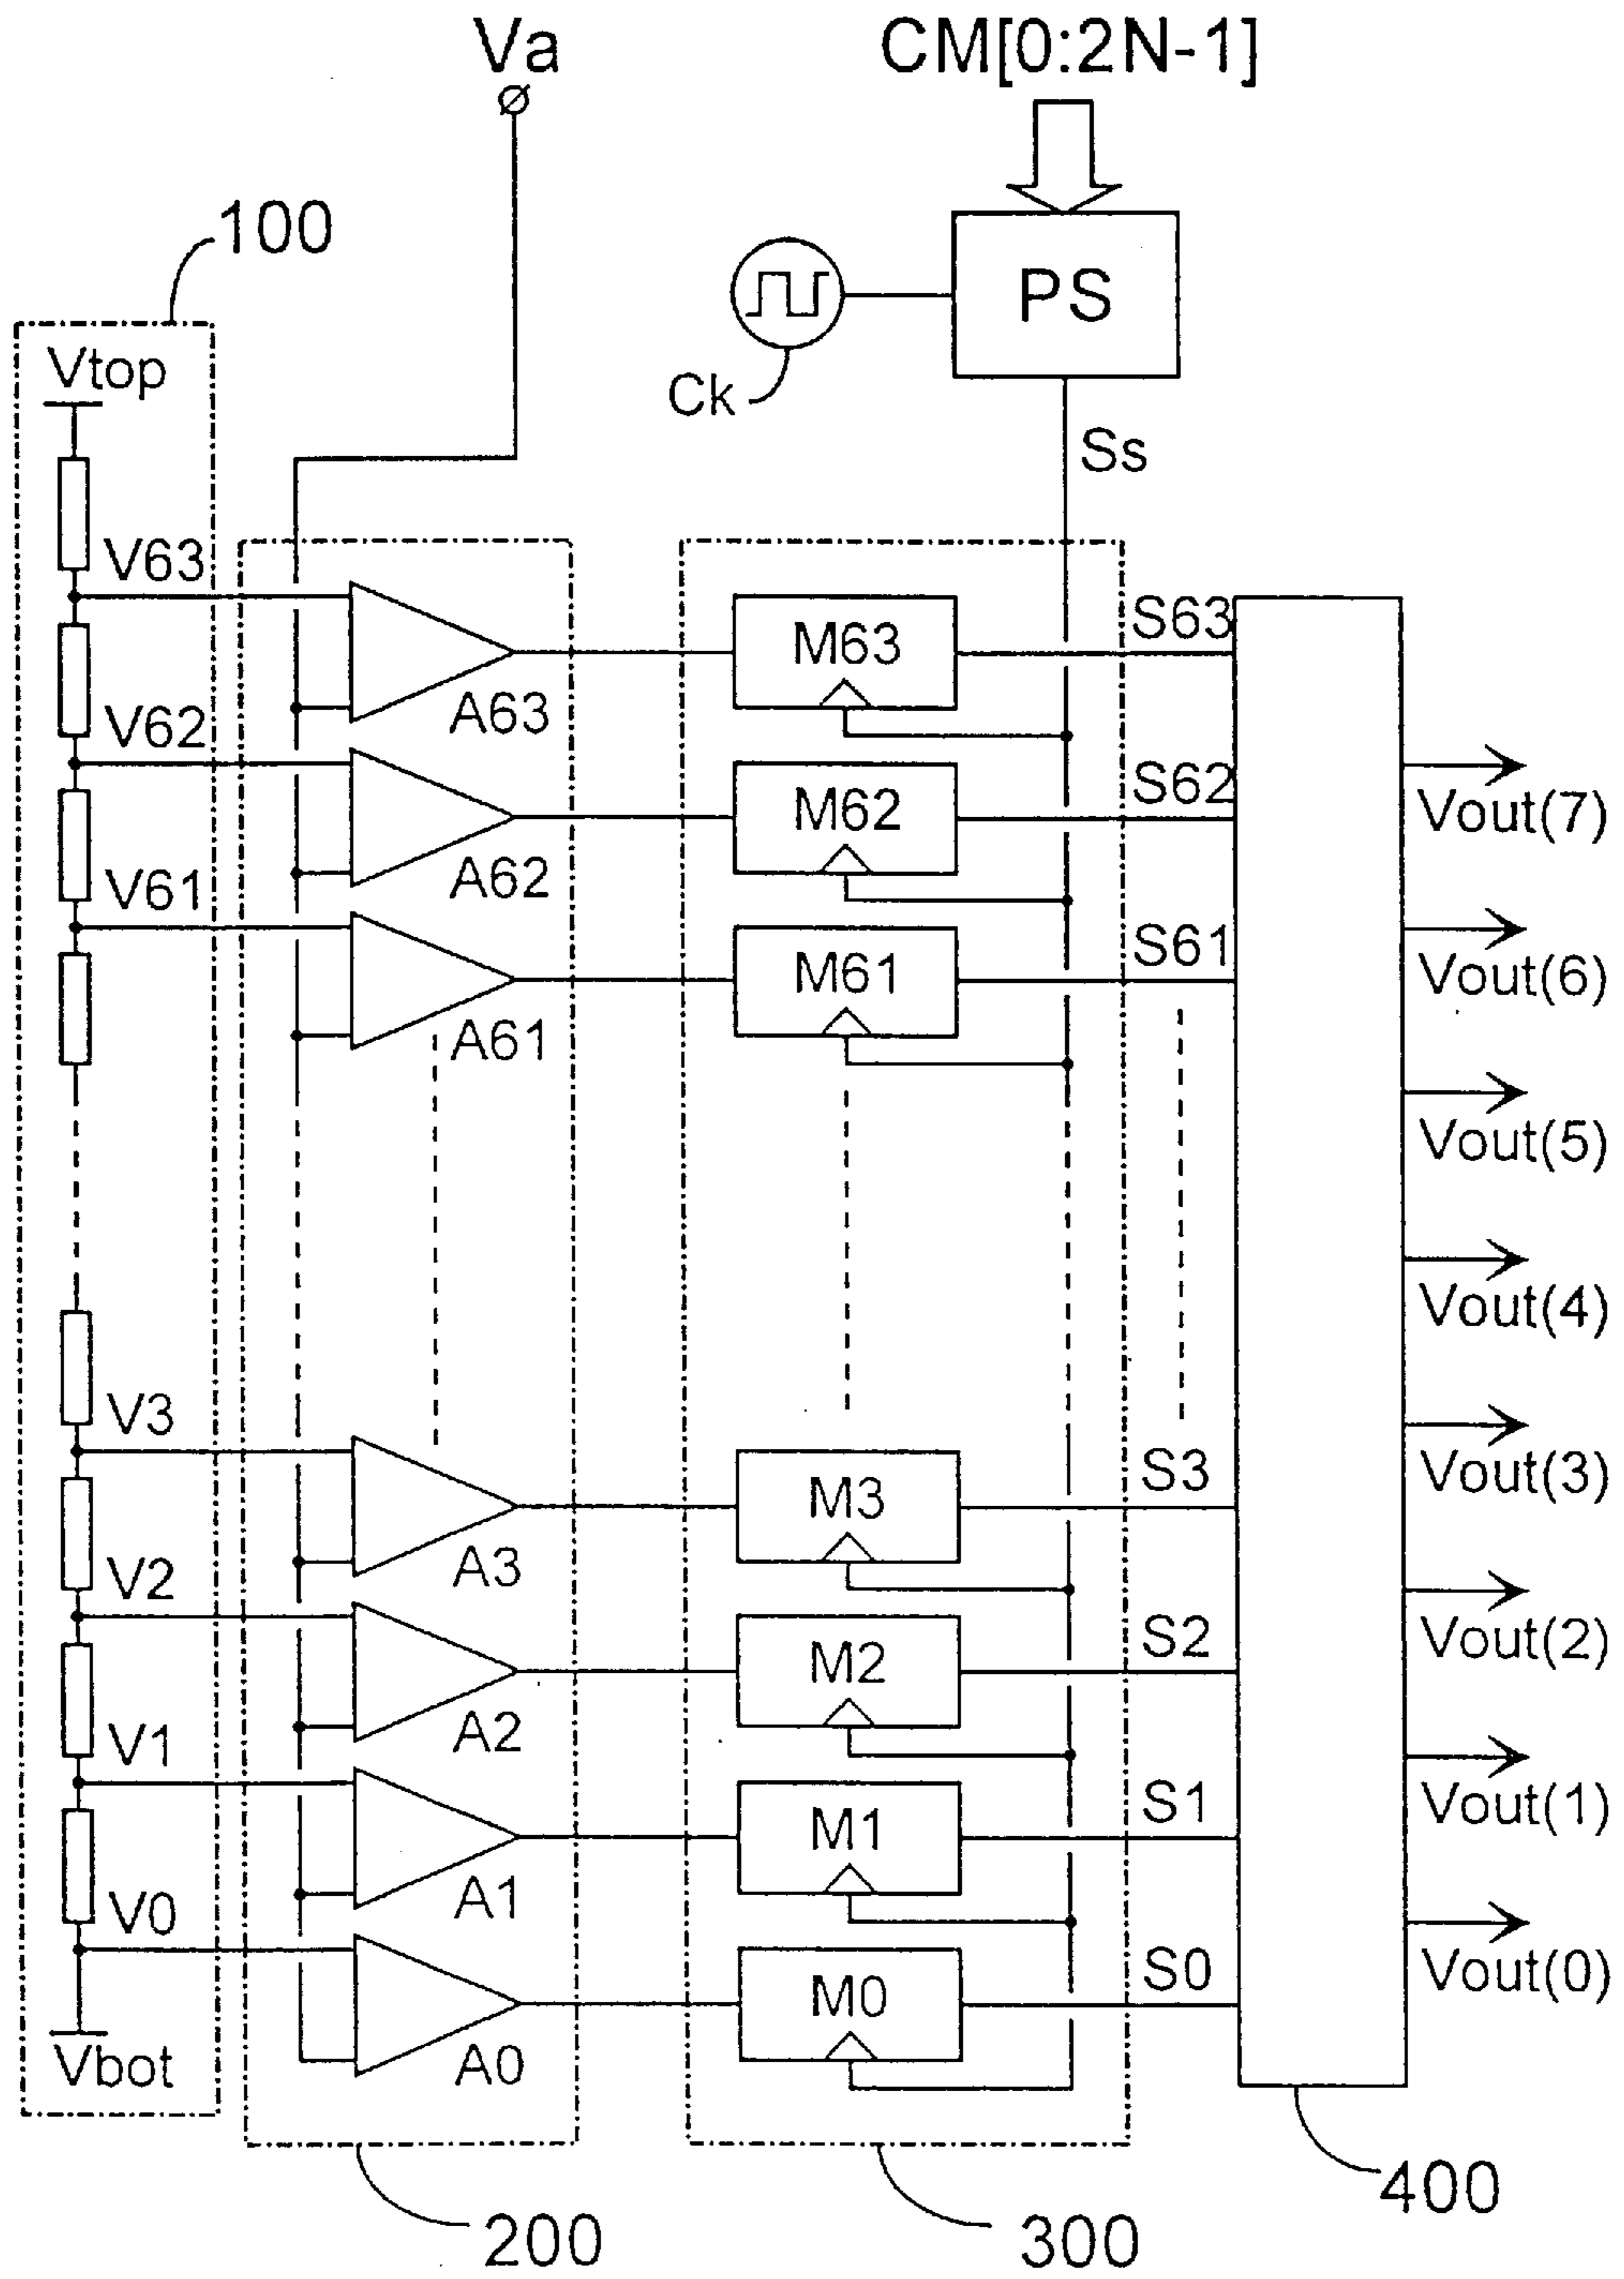 Va
CM[0:2N-1]
100
PS
Vtop
Ck
Ss
V63
S63
M63
A63
V62
S62
M62
Vout(7)
A62
V61
S61
M61
Vout(6)
A61
Vout(5)
Vout(4)
V3
S3
Vout(3)
M3
A3
V2
S2
Vout(2)
M2
A2
V1
S1
Vout(1)
M1
A1
V0
S0
Vout(0)
M0
Vbot
A0
400
200
300